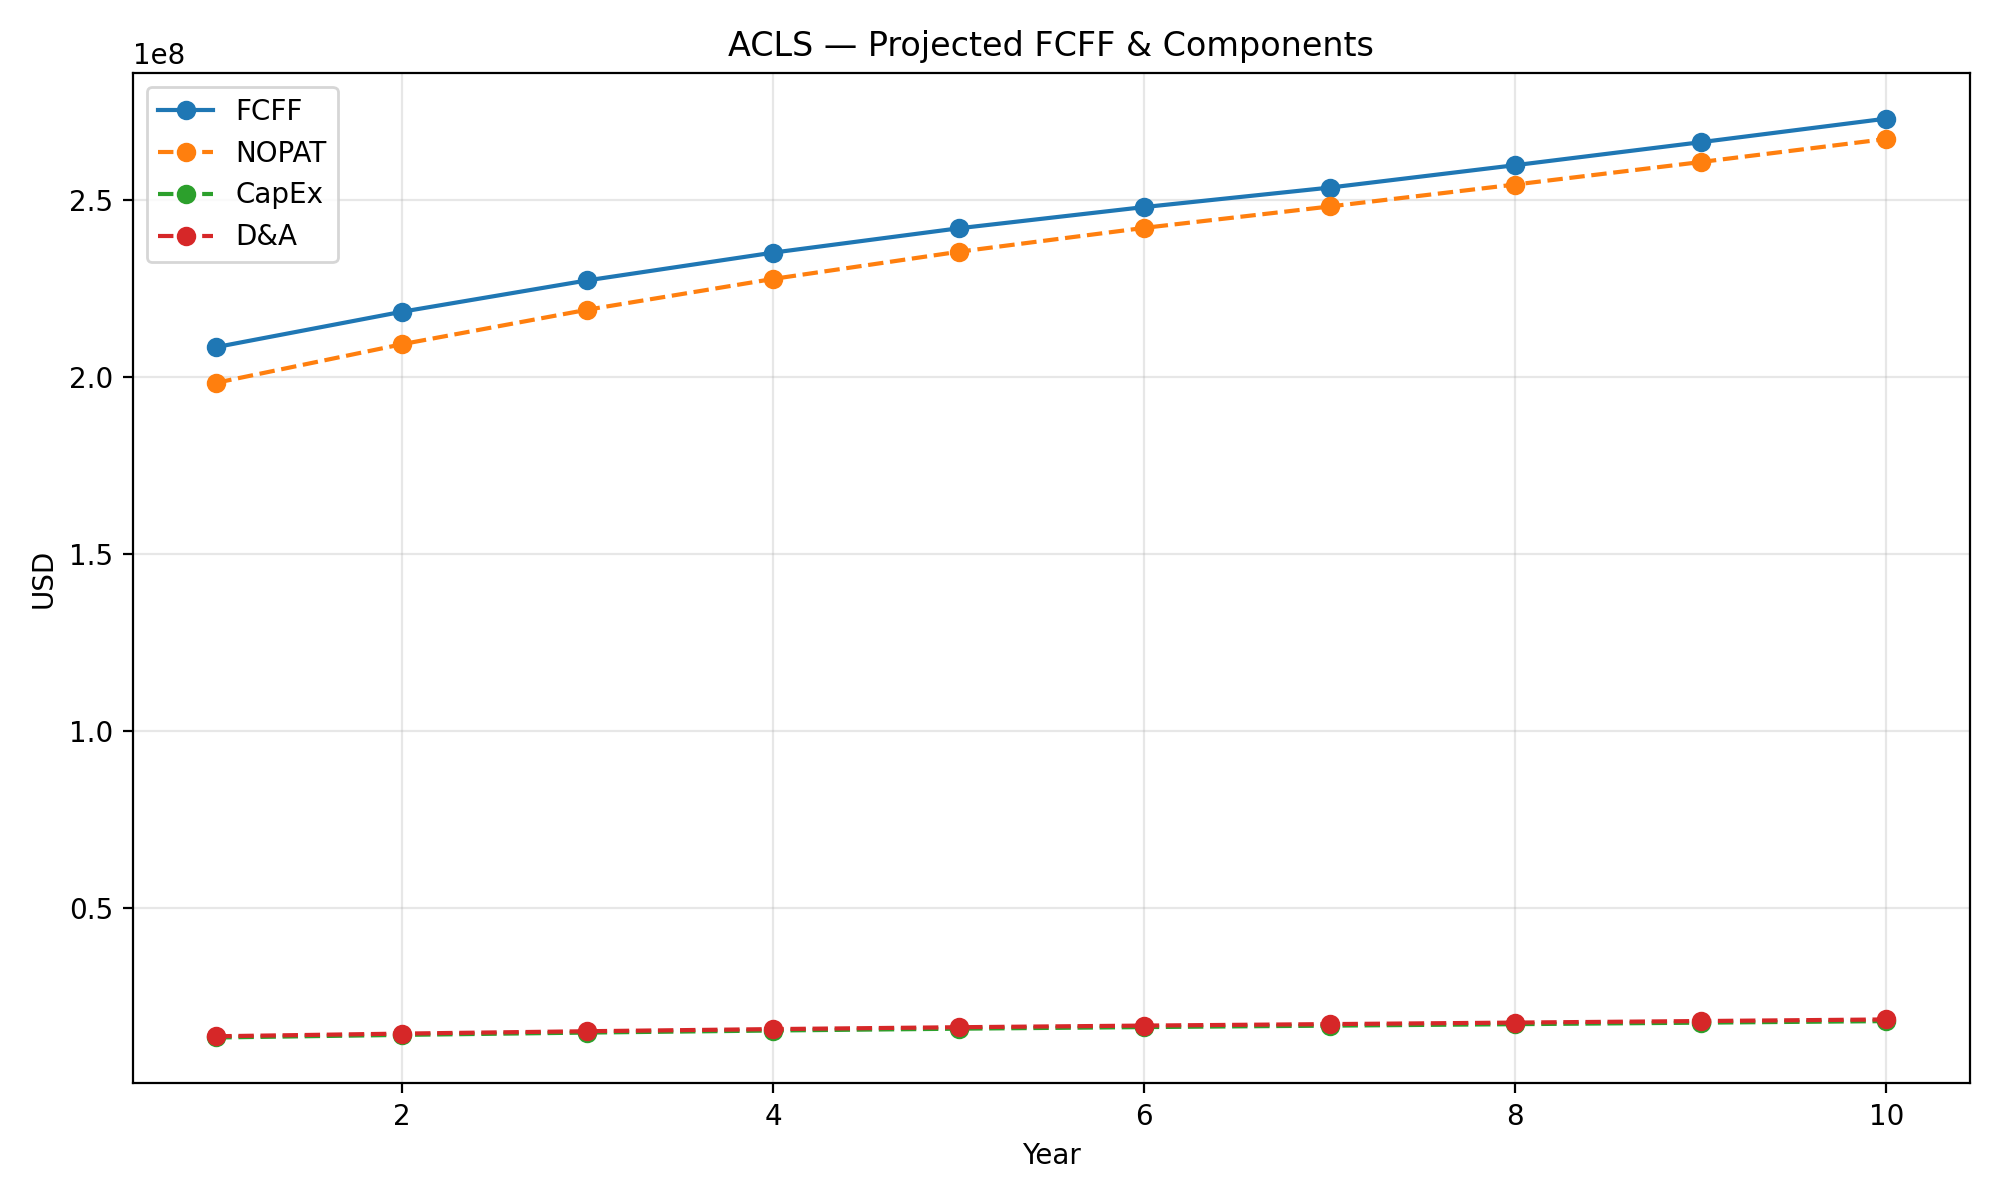 ACLS — Projected FCFF & Components
1e8
FCFF
NOPAT
CapEx
D&A
2.5
2.0
1.5
1.0
0.5
USD
2 4 6 8 10
Year